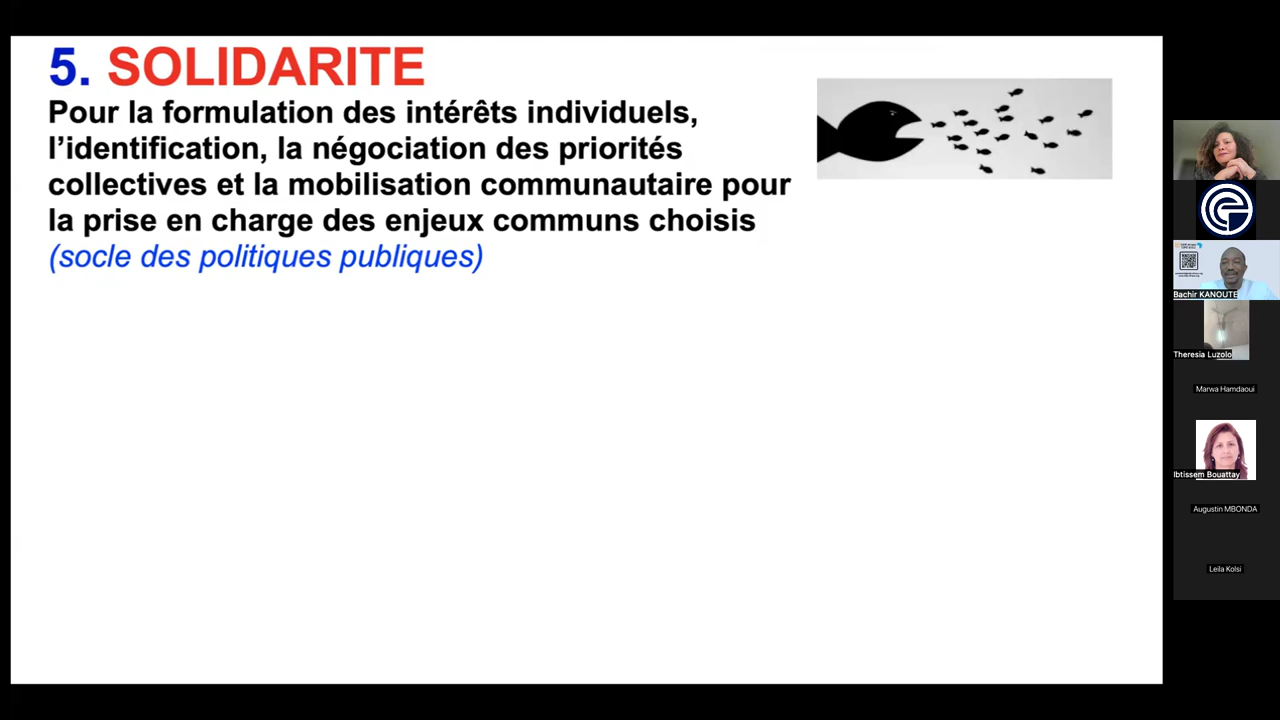 5. SOLIDARITE
Pour la formulation des intérêts individuels,
l’identification, la négociation des priorités
collectives et la mobilisation communautaire pour
la prise en charge des enjeux communs choisis
(socle des politiques publiques)
Bachir KANOUTE
Theresia Luzolo
Marwa Hamdaoui
Ibtissem Bouattay
Augustin MBONDA
Leila Kolsi